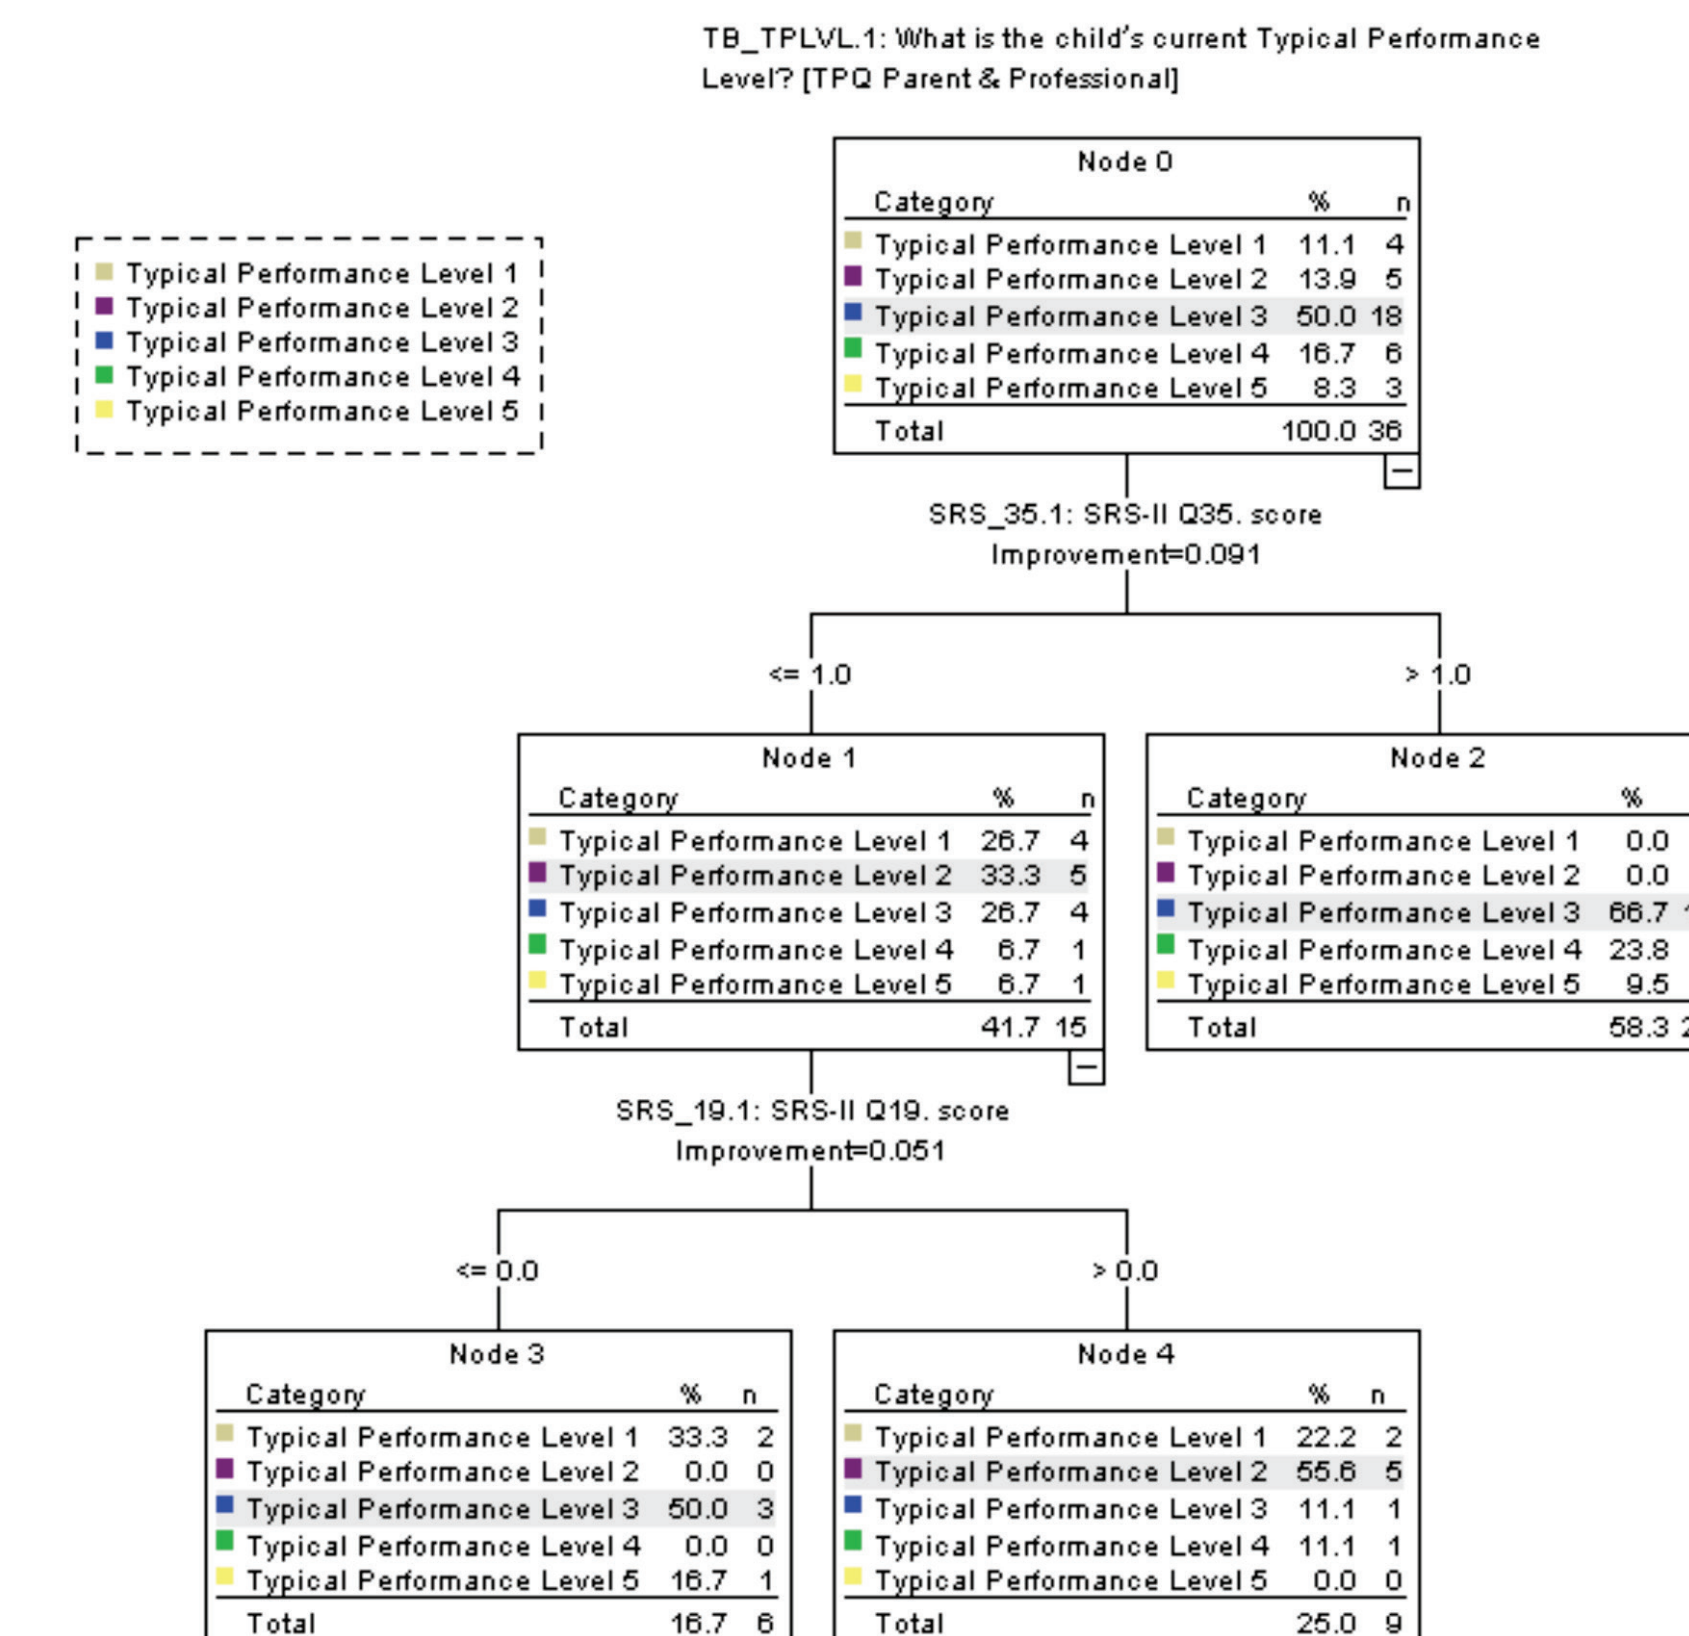 TB_TPLVL.1: What is the child's current Typical Performance
Level? [TPQ Parent & Professional]
Typical Performance Level 1
Typical Performance Level 2
Typical Performance Level 3
Typical Performance Level 4
Typical Performance Level 5
Node 0
Category % n
Typical Performance Level 1 11.1 4
Typical Performance Level 2 13.9 5
Typical Performance Level 3 50.0 18
Typical Performance Level 4 16.7 6
Typical Performance Level 5 8.3 3
Total 100.0 36
SRS_35.1: SRS-II Q35. score
Improvement=0.091
<= 1.0
> 1.0
Node 1
Category % n
Typical Performance Level 1 26.7 4
Typical Performance Level 2 33.3 5
Typical Performance Level 3 26.7 4
Typical Performance Level 4 6.7 1
Typical Performance Level 5 6.7 1
Total 41.7 15
Node 2
Category %
Typical Performance Level 1 0.0
Typical Performance Level 2 0.0
Typical Performance Level 3 66.7
Typical Performance Level 4 23.8
Typical Performance Level 5 9.5
Total 58.3
SRS_19.1: SRS-II Q19. score
Improvement=0.051
<= 0.0
> 0.0
Node 3
Category % n
Typical Performance Level 1 33.3 2
Typical Performance Level 2 0.0 0
Typical Performance Level 3 50.0 3
Typical Performance Level 4 0.0 0
Typical Performance Level 5 16.7 1
Total 16.7 6
Node 4
Category % n
Typical Performance Level 1 22.2 2
Typical Performance Level 2 55.6 5
Typical Performance Level 3 11.1 1
Typical Performance Level 4 11.1 1
Typical Performance Level 5 0.0 0
Total 25.0 9